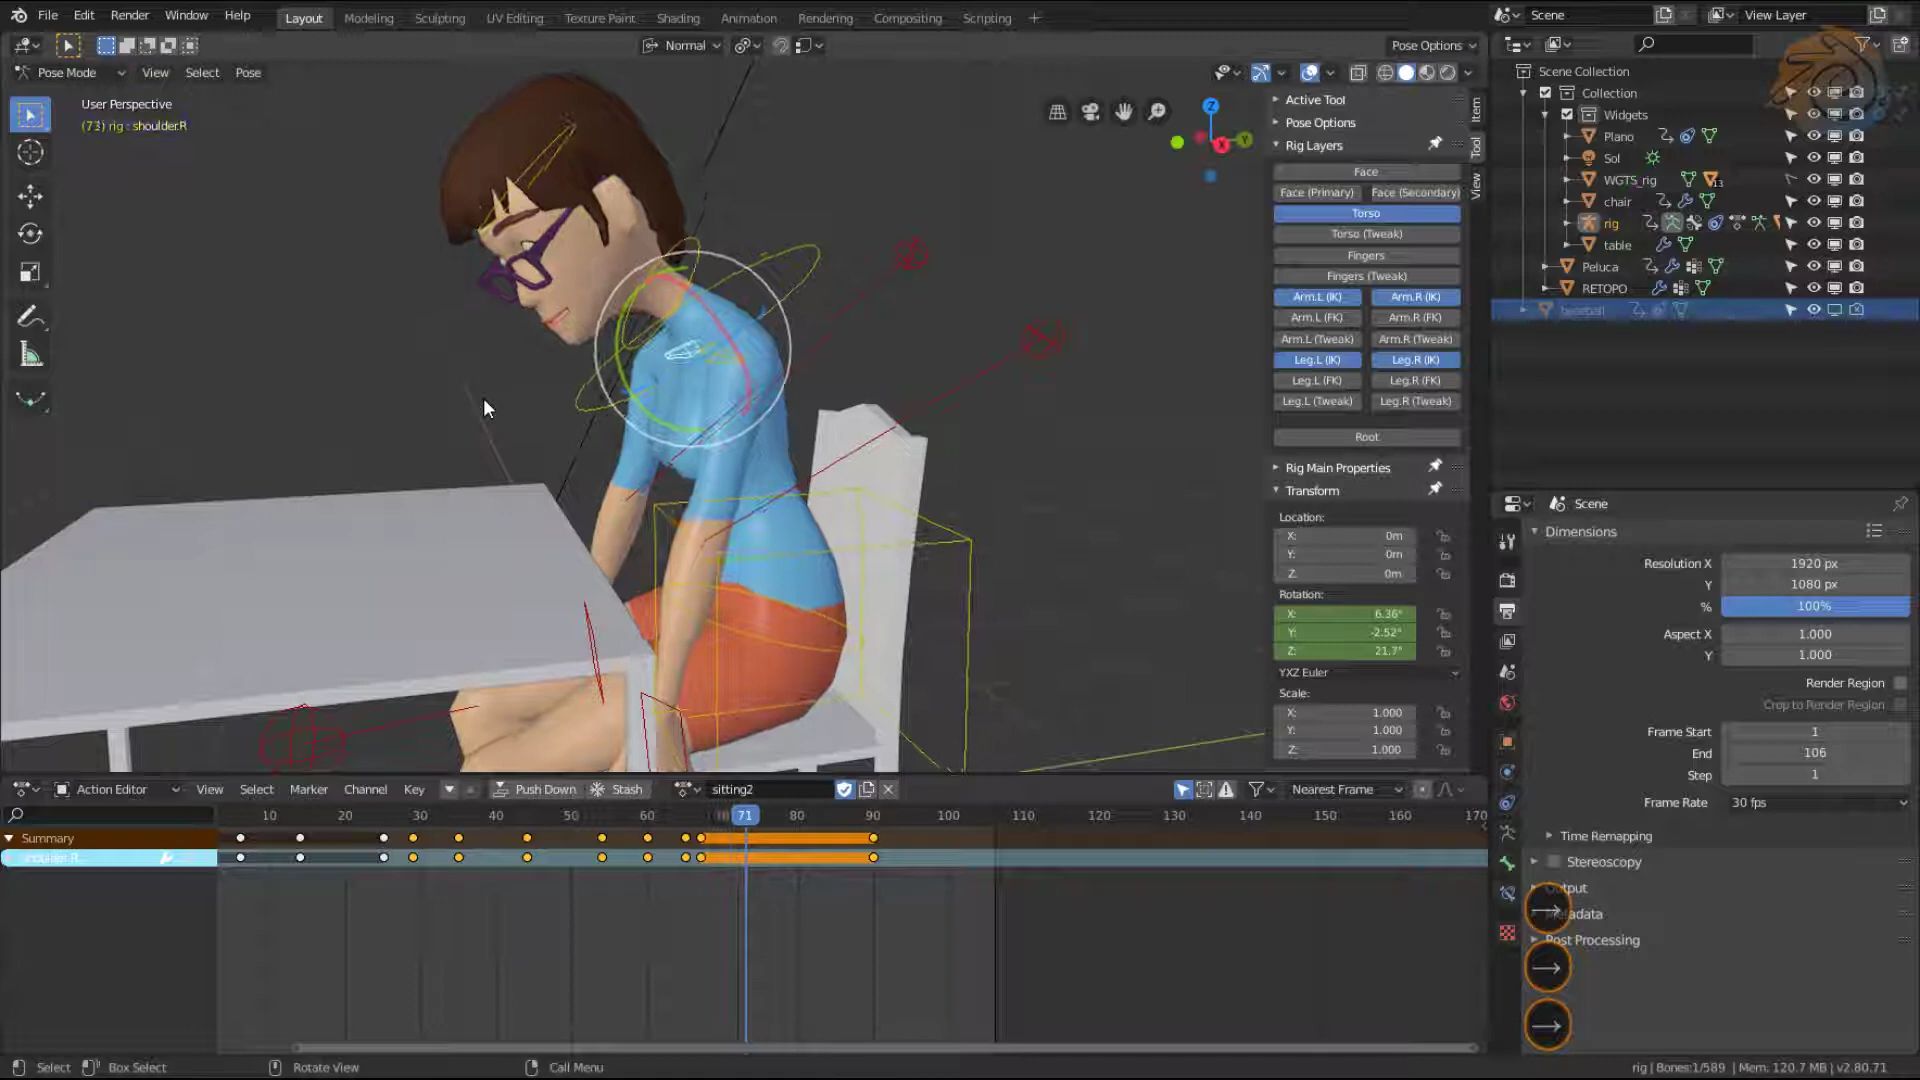 File Edit Render Window Help Layout Modeling Sculpting UV Editing Texture Paint Shading Animation Rendering Compositing Scripting + Scene View Layer
Normal Pose Options
Pose Mode View Select Pose
User Perspective
(73) rig : shoulder.R
Active Tool
Pose Options
Rig Layers
Face
Face (Primary) Face (Secondary)
Torso
Torso (Tweak)
Fingers
Fingers (Tweak)
Arm.L (IK) Arm.R (IK)
Arm.L (FK) Arm.R (FK)
Arm.L (Tweak) Arm.R (Tweak)
Leg.L (IK) Leg.R (IK)
Leg.L (FK) Leg.R (FK)
Leg.L (Tweak) Leg.R (Tweak)
Root
Rig Main Properties
Transform
Location:
X: 0m
Y: 0m
Z: 0m
Rotation:
X: 6.36°
Y: -2.52°
Z: 21.7°
YXZ Euler
Scale:
X: 1.000
Y: 1.000
Z: 1.000
Item
Tool
View
Z
Y
X
Scene Collection
Collection
Widgets
Plano
Sol
WGTS_rig 13
chair
rig
table
Peluca
RETOPO
Scene
Dimensions
Resolution X 1920 px
Y 1080 px
% 100%
Aspect X 1.000
Y 1.000
Render Region
Crop to Render Region
Frame Start 1
End 106
Step 1
Frame Rate 30 fps
Time Remapping
Stereoscopy
Post Processing
Action Editor View Select Marker Channel Key Push Down Stash sitting2 Nearest Frame
10 20 30 40 50 60 71 80 90 100 110 120 130 140 150 160 170
Summary
Select Box Select Rotate View Call Menu rig | Bones:1/589 | Mem: 120.7 MB | v2.80.71